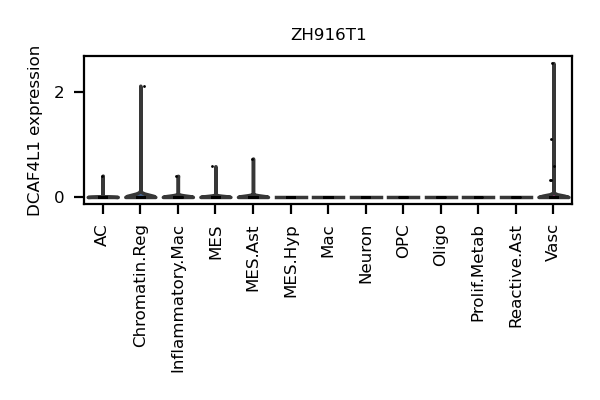 ZH916T1
DCAF4L1 expression
2
0
AC
Chromatin.Reg
Inflammatory.Mac
MES
MES.Ast
MES.Hyp
Mac
Neuron
OPC
Oligo
Prolif.Metab
Reactive.Ast
Vasc